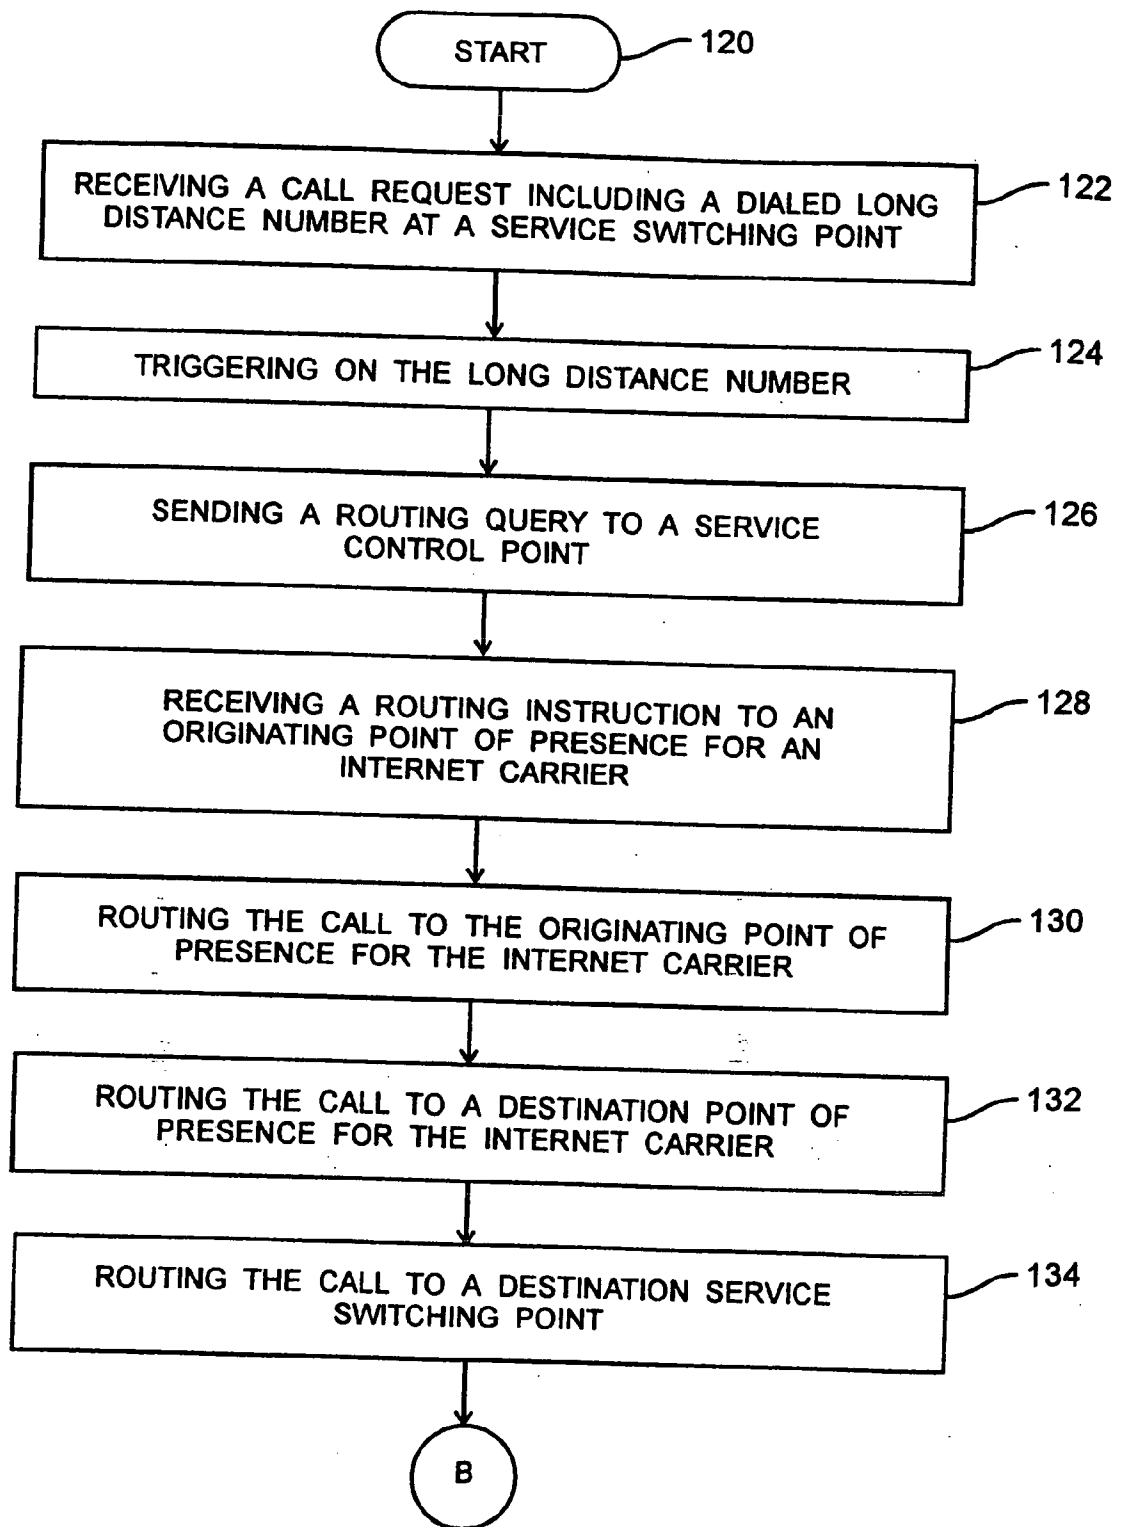 START
120
RECEIVING A CALL REQUEST INCLUDING A DIALED LONG
DISTANCE NUMBER AT A SERVICE SWITCHING POINT
122
TRIGGERING ON THE LONG DISTANCE NUMBER
124
SENDING A ROUTING QUERY TO A SERVICE
CONTROL POINT
126
RECEIVING A ROUTING INSTRUCTION TO AN
ORIGINATING POINT OF PRESENCE FOR AN
INTERNET CARRIER
128
ROUTING THE CALL TO THE ORIGINATING POINT OF
PRESENCE FOR THE INTERNET CARRIER
130
ROUTING THE CALL TO A DESTINATION POINT OF
PRESENCE FOR THE INTERNET CARRIER
132
ROUTING THE CALL TO A DESTINATION SERVICE
SWITCHING POINT
134
B